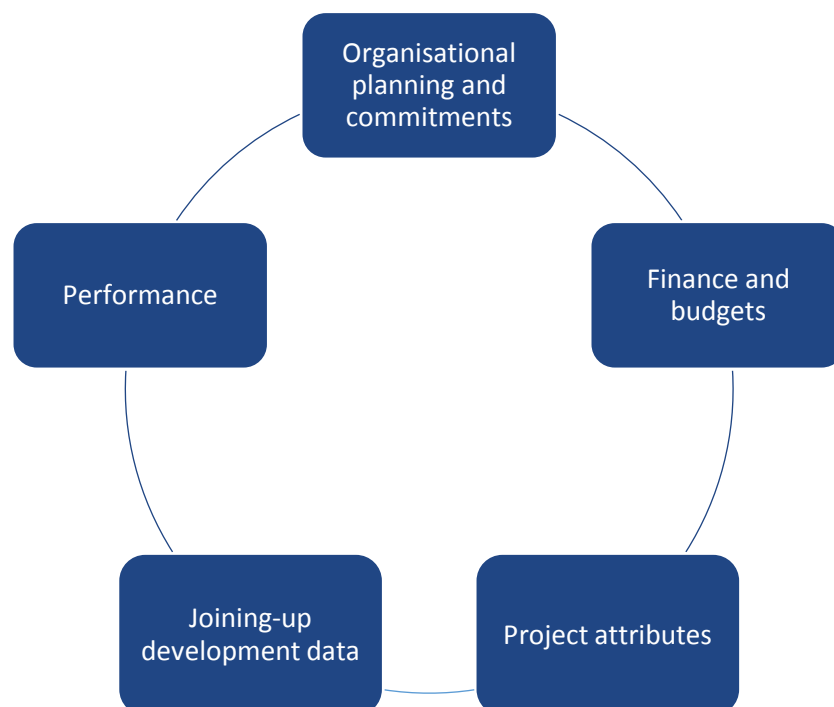 Organisational
planning and
commitments
Performance
Finance and
budgets
Joining-up
development data
Project attributes